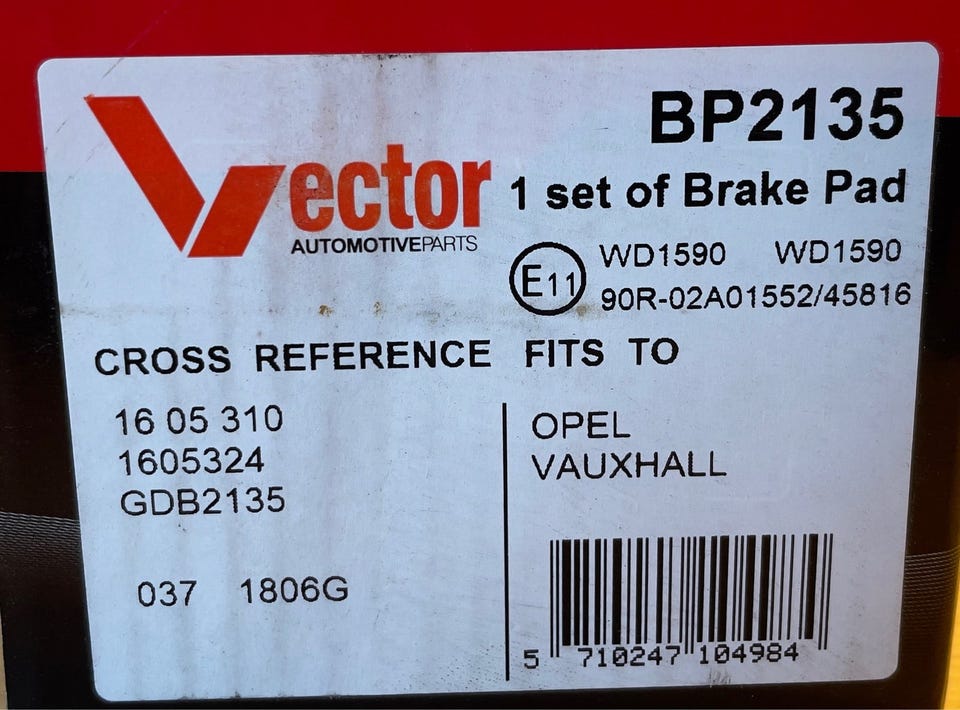 Vector
AUTOMOTIVEPARTS
BP2135
1 set of Brake Pad
E11
WD1590 WD1590
90R-02A01552/45816
CROSS REFERENCE FITS TO
16 05 310
1605324
GDB2135
037 1806G
OPEL
VAUXHALL
5 710247 104984